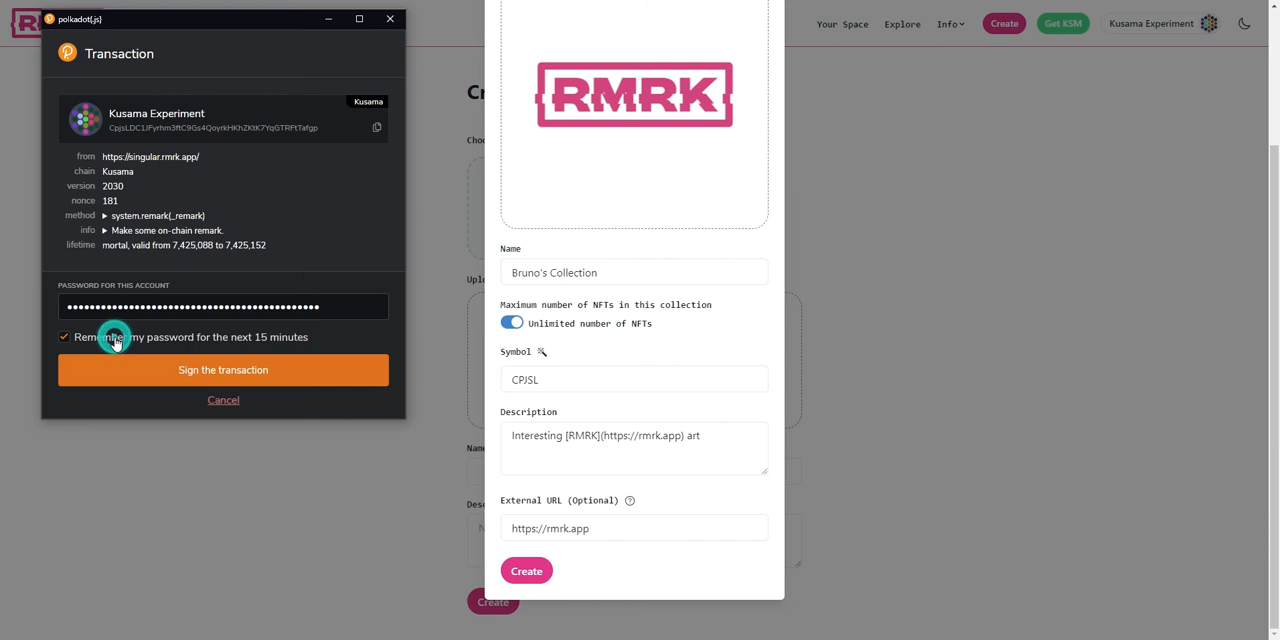 polkadot{.js}
Transaction
Kusama
Kusama Experiment
from https://singular.rmrk.app/
chain Kusama
version 2030
nonce 181
method ▶ system.remark(_remark)
info ▶ Make some on-chain remark.
lifetime mortal, valid from 7,425,088 to 7,425,152
PASSWORD FOR THIS ACCOUNT
Remember my password for the next 15 minutes
Sign the transaction
Cancel
Your Space
Explore
Info
Create
Get KSM
Kusama Experiment
RMRK
Name
Bruno's Collection
Maximum number of NFTs in this collection
Unlimited number of NFTs
Symbol
CPJSL
Description
Interesting [RMRK](https://rmrk.app) art
External URL (Optional)
https://rmrk.app
Create
Create